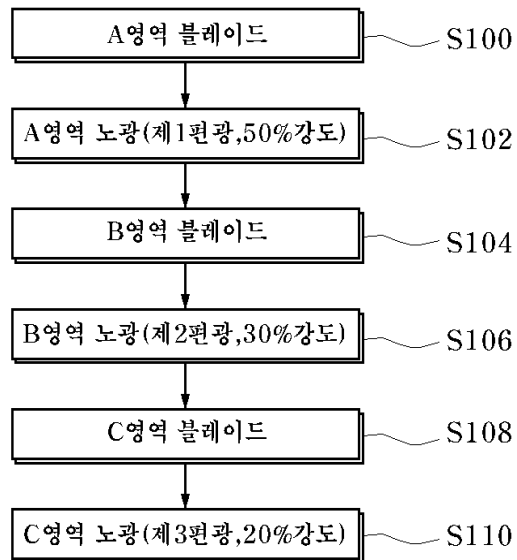 A영역 블레이드
S100
A영역 노광(제1편광,50%강도)
S102
B영역 블레이드
S104
B영역 노광(제2편광,30%강도)
S106
C영역 블레이드
S108
C영역 노광(제3편광,20%강도)
S110